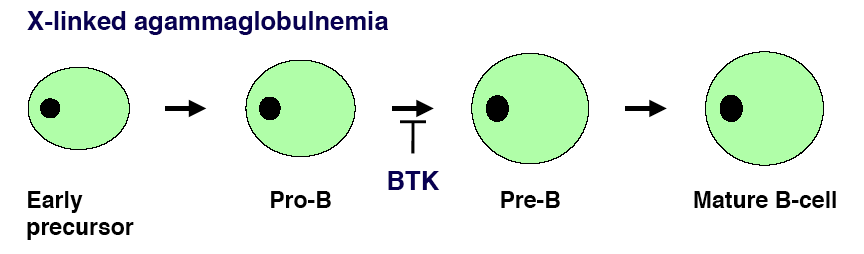 X-linked agammaglobulnemia
BTK
Early
precursor
Pro-B
Pre-B
Mature B-cell